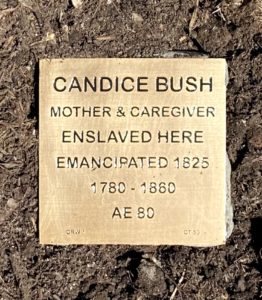 CANDICE BUSH
MOTHER & CAREGIVER
ENSLAVED HERE
EMANCIPATED 1825
1780 - 1860
AE 80